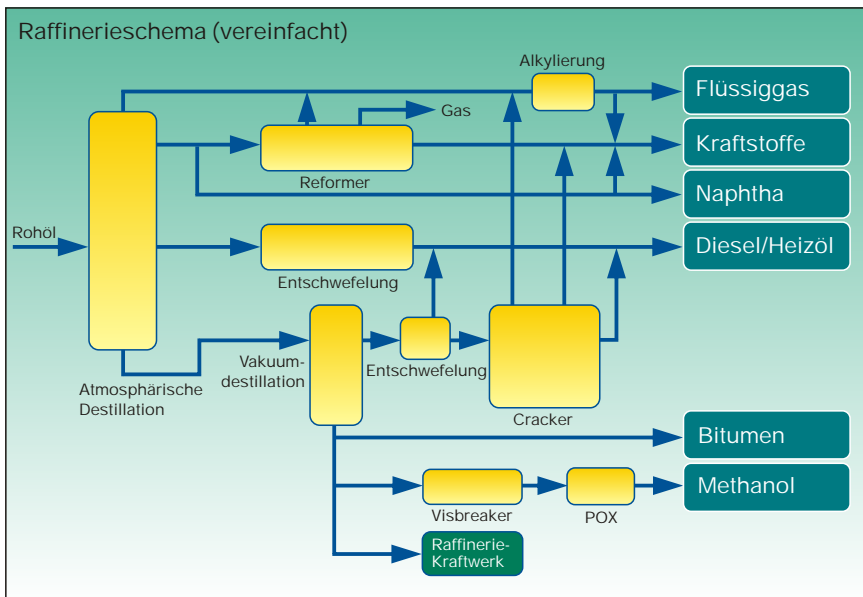 Raffinerieschema (vereinfacht)
Alkylierung
Flüssiggas
Gas
Kraftstoffe
Reformer
Naphtha
Rohöl
Diesel/Heizöl
Entschwefelung
Vakuum-
destillation
Entschwefelung
Atmosphärische
Destillation
Cracker
Bitumen
Methanol
Visbreaker
POX
Raffinerie-
Kraftwerk